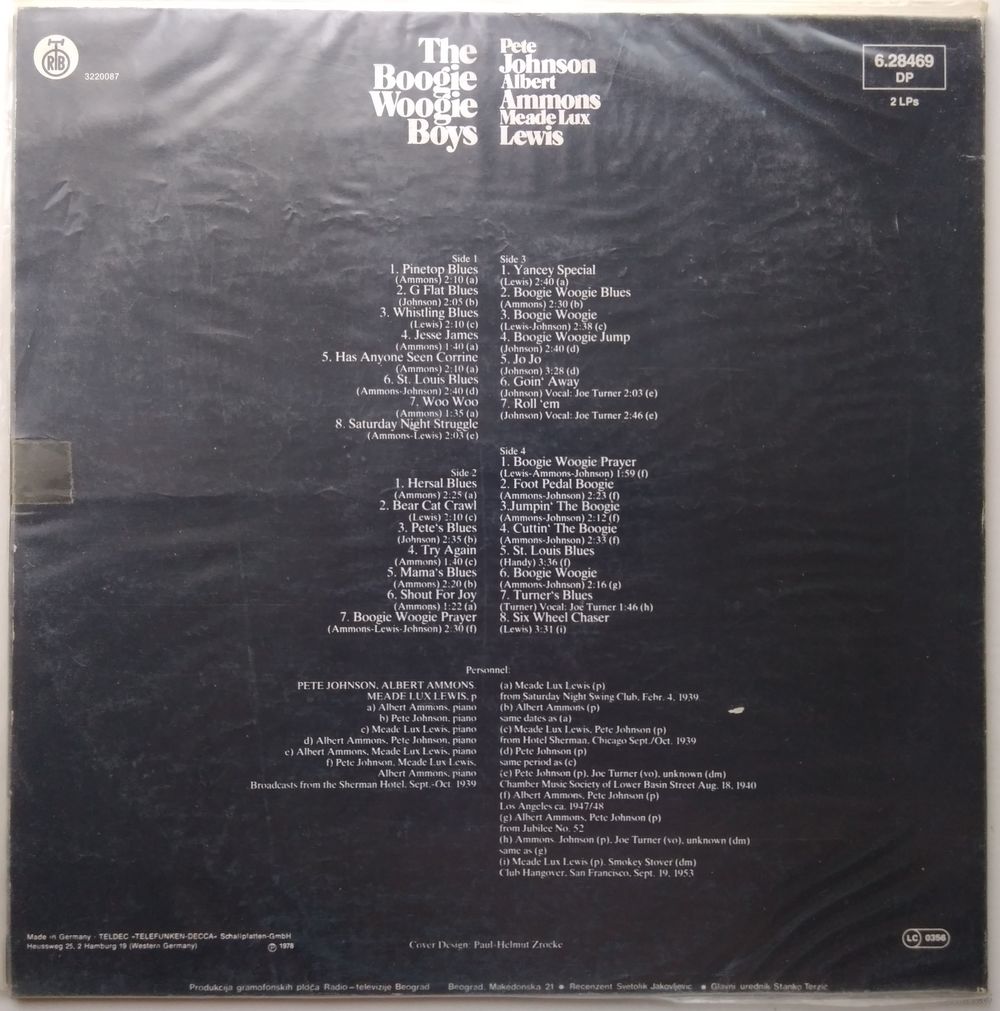 RTB
3220087
The
Boogie
Woogie
Boys
Pete
Johnson
Albert
Ammons
Meade Lux
Lewis
6.28469
DP
2 LPs
Side 1
1. Pinetop Blues
(Ammons) 2:10 (a)
2. G Flat Blues
(Johnson) 2:05 (b)
3. Whistling Blues
(Lewis) 2:10 (c)
4. Jesse James
(Ammons) 1:40 (a)
5. Has Anyone Seen Corrine
(Ammons) 2:10 (a)
6. St. Louis Blues
(Ammons-Johnson) 2:40 (d)
7. Woo Woo
(Ammons) 1:35 (a)
8. Saturday Night Struggle
(Ammons-Lewis) 2:03 (e)
Side 2
1. Hersal Blues
(Ammons) 2:25 (a)
2. Bear Cat Crawl
(Lewis) 2:10 (c)
3. Pete's Blues
(Johnson) 2:35 (b)
4. Try Again
(Ammons) 1.40 (c)
5. Mama's Blues
(Ammons) 2:20 (b)
6. Shout For Joy
(Ammons) 1:22 (a)
7. Boogie Woogie Prayer
(Ammons-Lewis-Johnson) 2:30 (f)
Side 3
1. Yancey Special
(Lewis) 2:40 (a)
2. Boogie Woogie Blues
(Ammons) 2:30 (b)
3. Boogie Woogie
(Lewis-Johnson) 2:38 (c)
4. Boogie Woogie Jump
(Johnson) 2:40 (d)
5. Jo Jo
(Johnson) 3:28 (d)
6. Goin' Away
(Johnson) Vocal: Joe Turner 2:03 (e)
7. Roll 'em
(Johnson) Vocal: Joe Turner 2:46 (e)
Side 4
1. Boogie Woogie Prayer
(Lewis-Ammons-Johnson) 1:59 (f)
2. Foot Pedal Boogie
(Ammons-Johnson) 2:23 (f)
3.Jumpin' The Boogie
(Ammons-Johnson) 2:12 (f)
4. Cuttin' The Boogie
(Ammons-Johnson) 2:33 (f)
5. St. Louis Blues
(Handy) 3:36 (f)
6. Boogie Woogie
(Ammons-Johnson) 2:16 (g)
7. Turner's Blues
(Turner) Vocal: Joe Turner 1:46 (h)
8. Six Wheel Chaser
(Lewis) 3:31 (i)
Personnel:
PETE JOHNSON, ALBERT AMMONS,
MEADE LUX LEWIS, p
a) Albert Ammons, piano
b) Pete Johnson, piano
c) Meade Lux Lewis, piano
d) Albert Ammons, Pete Johnson, piano
e) Albert Ammons, Meade Lux Lewis, piano
f) Pete Johnson, Meade Lux Lewis,
Albert Ammons, piano
Broadcasts from the Sherman Hotel, Sept.-Oct. 1939
(a) Meade Lux Lewis (p)
from Saturday Night Swing Club, Febr. 4, 1939
(b) Albert Ammons (p)
same dates as (a)
(c) Meade Lux Lewis, Pete Johnson (p)
from Hotel Sherman, Chicago Sept./Oct. 1939
(d) Pete Johnson (p)
same period as (c)
(e) Pete Johnson (p), Joe Turner (vo), unknown (dm)
Chamber Music Society of Lower Basin Street Aug. 18, 1940
(f) Albert Ammons, Pete Johnson (p)
Los Angeles ca. 1947/48
(g) Albert Ammons, Pete Johnson (p)
from Jubilee No. 52
(h) Ammons, Johnson (p), Joe Turner (vo), unknown (dm)
same as (g)
(i) Meade Lux Lewis (p), Smokey Stover (dm)
Club Hangover, San Francisco, Sept. 19, 1953
Made in Germany · TELDEC »TELEFUNKEN-DECCA« Schallplatten-GmbH
Heussweg 25, 2 Hamburg 19 (Western Germany) ℗ 1978
Cover Design: Paul-Helmut Zrocke
LC 0356
Produkcija gramofonskih ploča Radio-televizije Beograd Beograd, Makedonska 21 • Recenzent Svetolik Jakovljevic • Glavni urednik Stanko Terzić